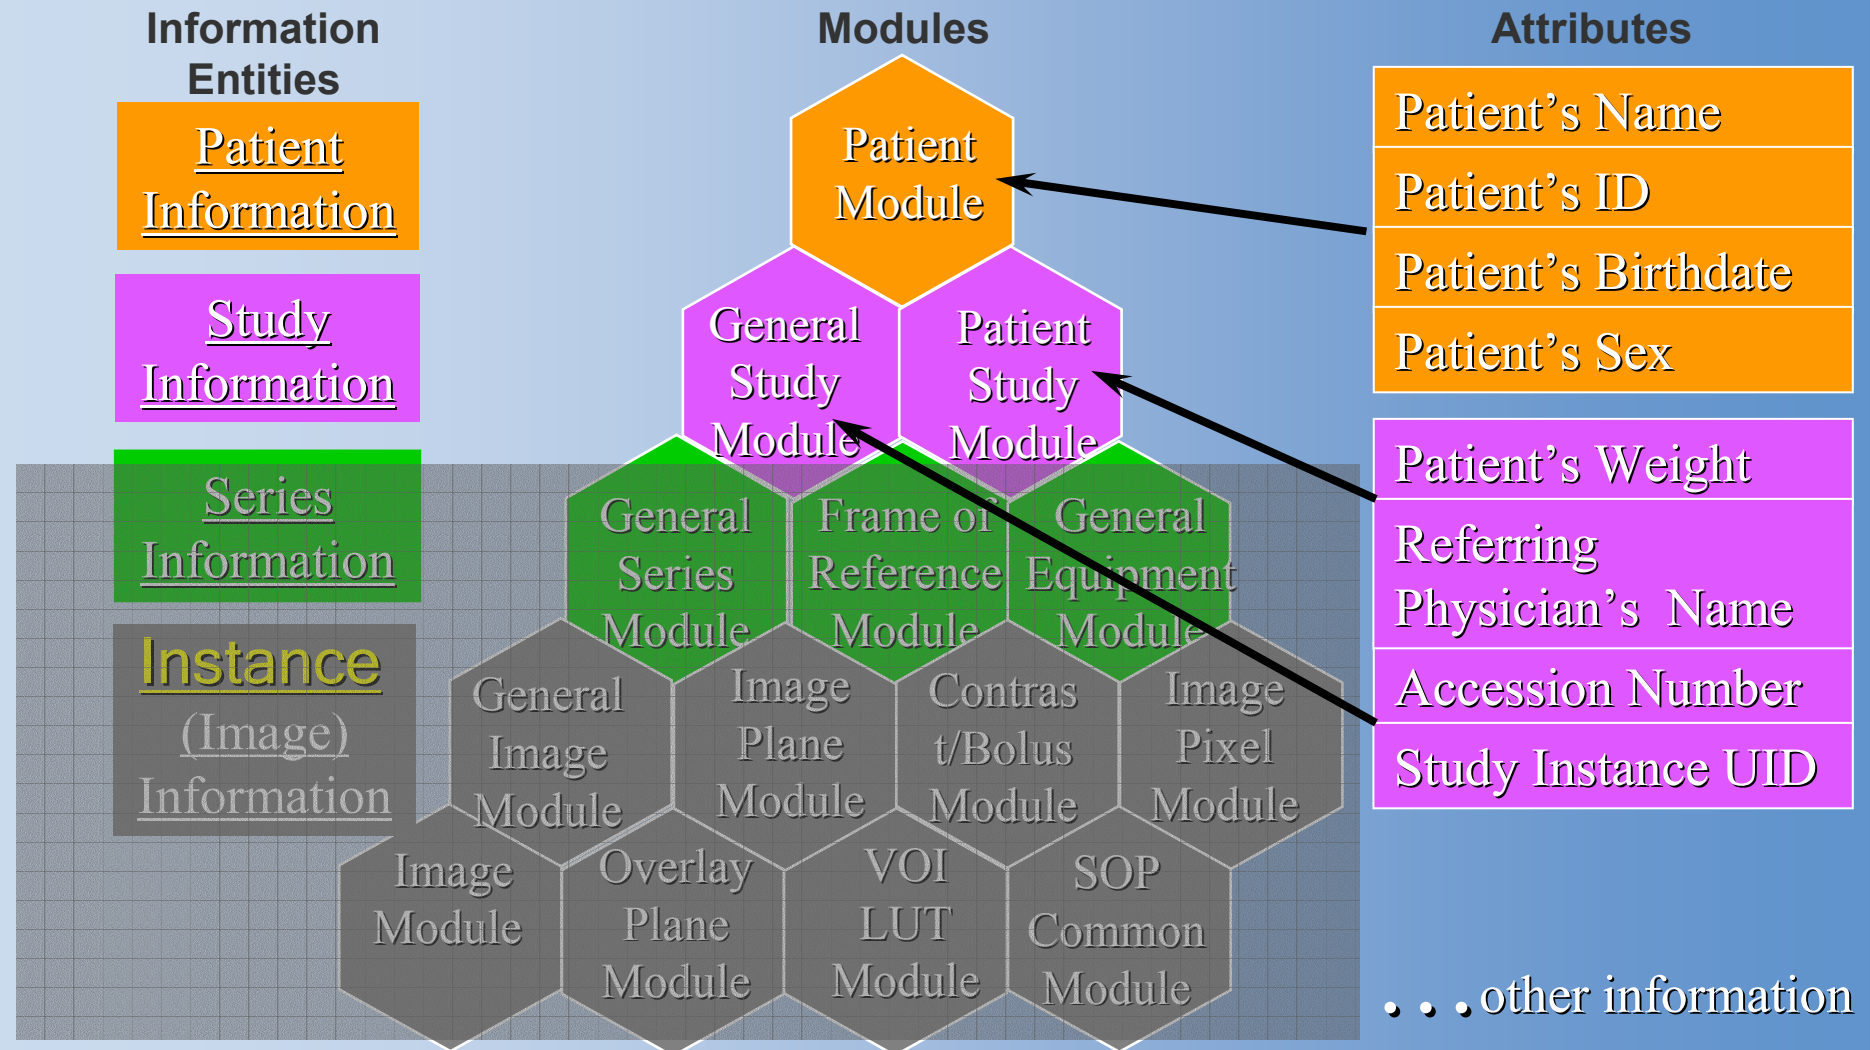 Information
Entities
Modules
Attributes
Patient
Information
Study
Information
Series
Information
Instance
(Image)
Information
Patient
Module
General
Study
Module
Patient
Study
Module
General
Series
Module
Frame of
Reference
Module
General
Equipment
Module
General
Image
Module
Image
Plane
Module
Contras
t/Bolus
Module
Image
Pixel
Module
Image
Module
Overlay
Plane
Module
VOI
LUT
Module
SOP
Common
Module
Patient’s Name
Patient’s ID
Patient’s Birthdate
Patient’s Sex
Patient’s Weight
Referring
Physician’s  Name
Accession Number
Study Instance UID
...other information